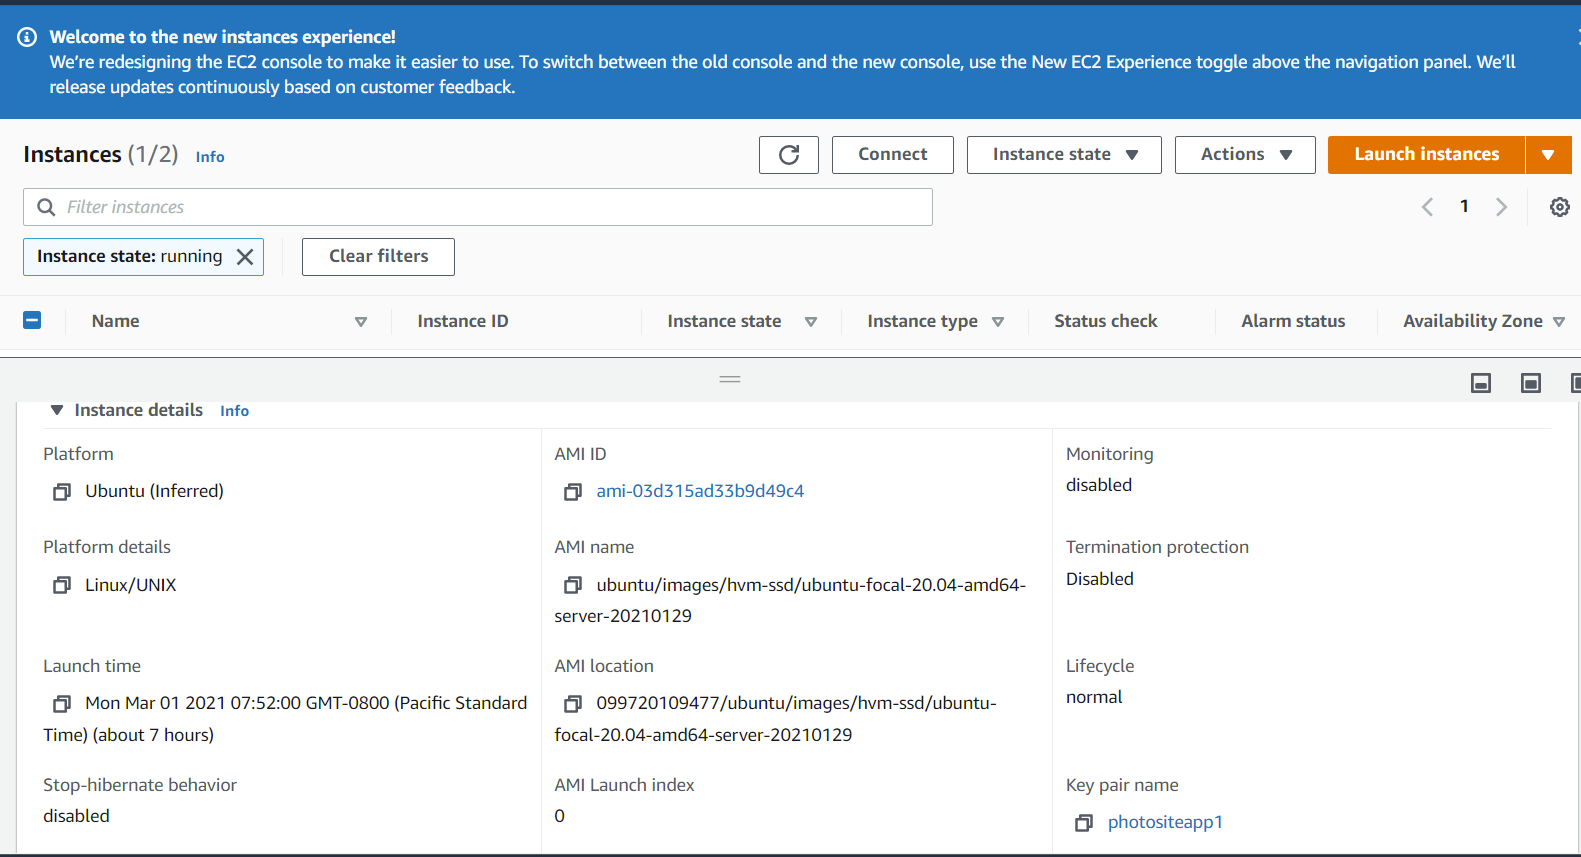 Welcome to the new instances experience!
We're redesigning the EC2 console to make it easier to use. To switch between the old console and the new console, use the New EC2 Experience toggle above the navigation panel. We'll
release updates continuously based on customer feedback.
Instances (1/2) Info
Connect
Instance state
Actions
Launch instances
Filter instances
1
Instance state: running
Clear filters
Name Instance ID Instance state Instance type Status check Alarm status Availability Zone
Instance details Info
Platform
Ubuntu (Inferred)
AMI ID
ami-03d315ad33b9d49c4
Monitoring
disabled
Platform details
Linux/UNIX
AMI name
ubuntu/images/hvm-ssd/ubuntu-focal-20.04-amd64-
server-20210129
Termination protection
Disabled
Launch time
Mon Mar 01 2021 07:52:00 GMT-0800 (Pacific Standard
Time) (about 7 hours)
AMI location
099720109477/ubuntu/images/hvm-ssd/ubuntu-
focal-20.04-amd64-server-20210129
Lifecycle
normal
Stop-hibernate behavior
disabled
AMI Launch index
0
Key pair name
photositeapp1